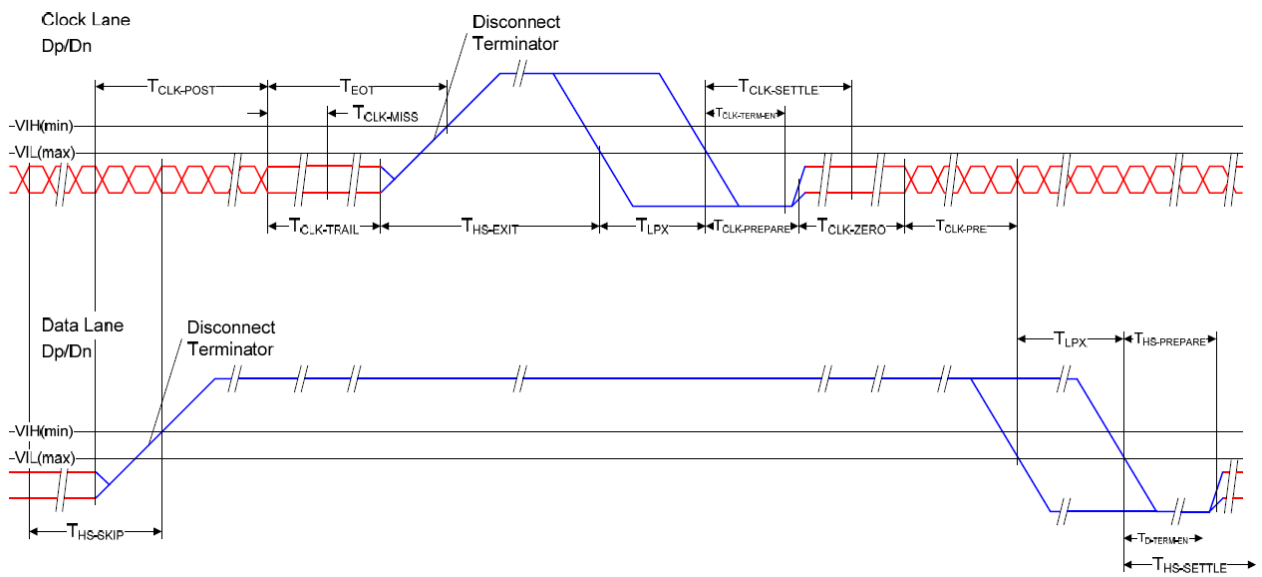 Clock Lane
Dp/Dn
Disconnect
Terminator
TCLK-POST
TEOT
TCLK-MISS
TCLK-SETTLE
TCLK-TERM-EN
VIH(min)
VIL(max)
TCLK-TRAIL
THS-EXIT
TLPX
TCLK-PREPARE
TCLK-ZERO
TCLK-PRE
Data Lane
Dp/Dn
Disconnect
Terminator
TLPX
THS-PREPARE
VIH(min)
VIL(max)
THS-SKIP
TD-TERM-EN
THS-SETTLE